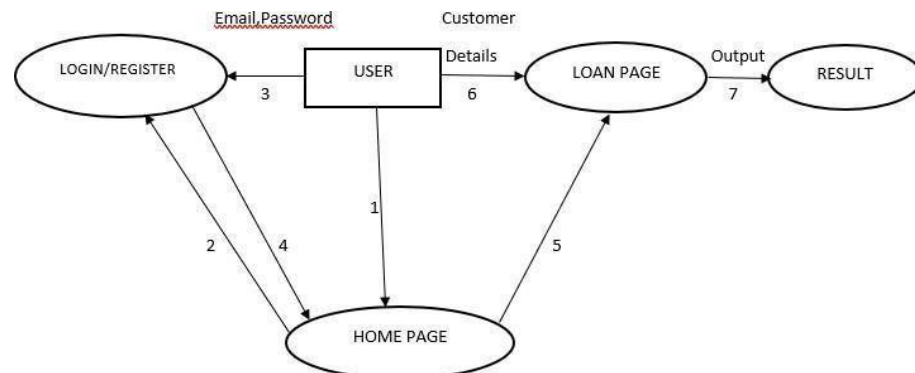 Email,Password
Customer
LOGIN/REGISTER
USER
Details
LOAN PAGE
Output
RESULT
3
6
7
1
2
4
5
HOME PAGE